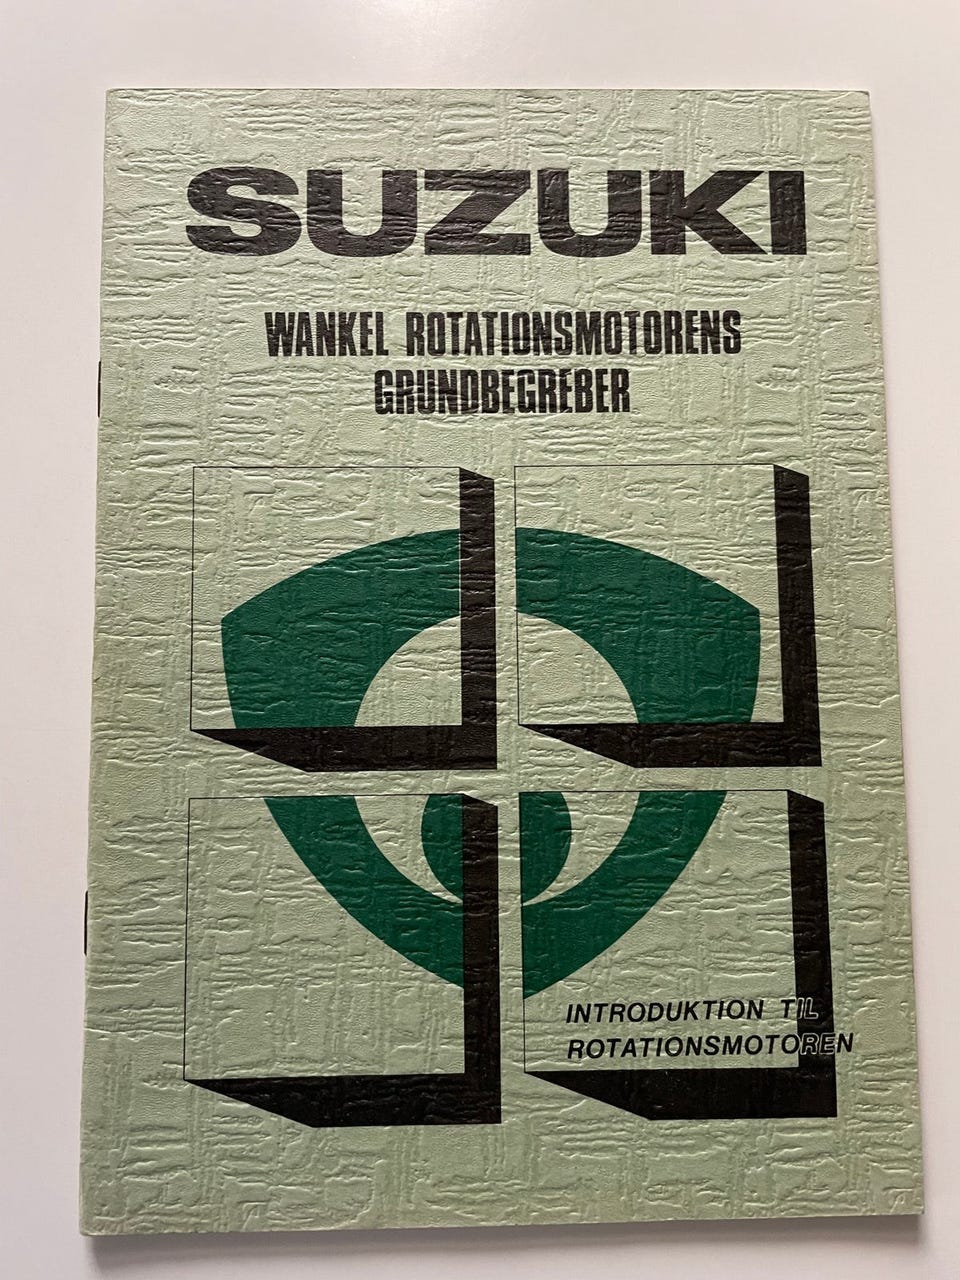 SUZUKI
WANKEL ROTATIONSMOTORENS
GRUNDBEGREBER
INTRODUKTION TIL
ROTATIONSMOTOREN